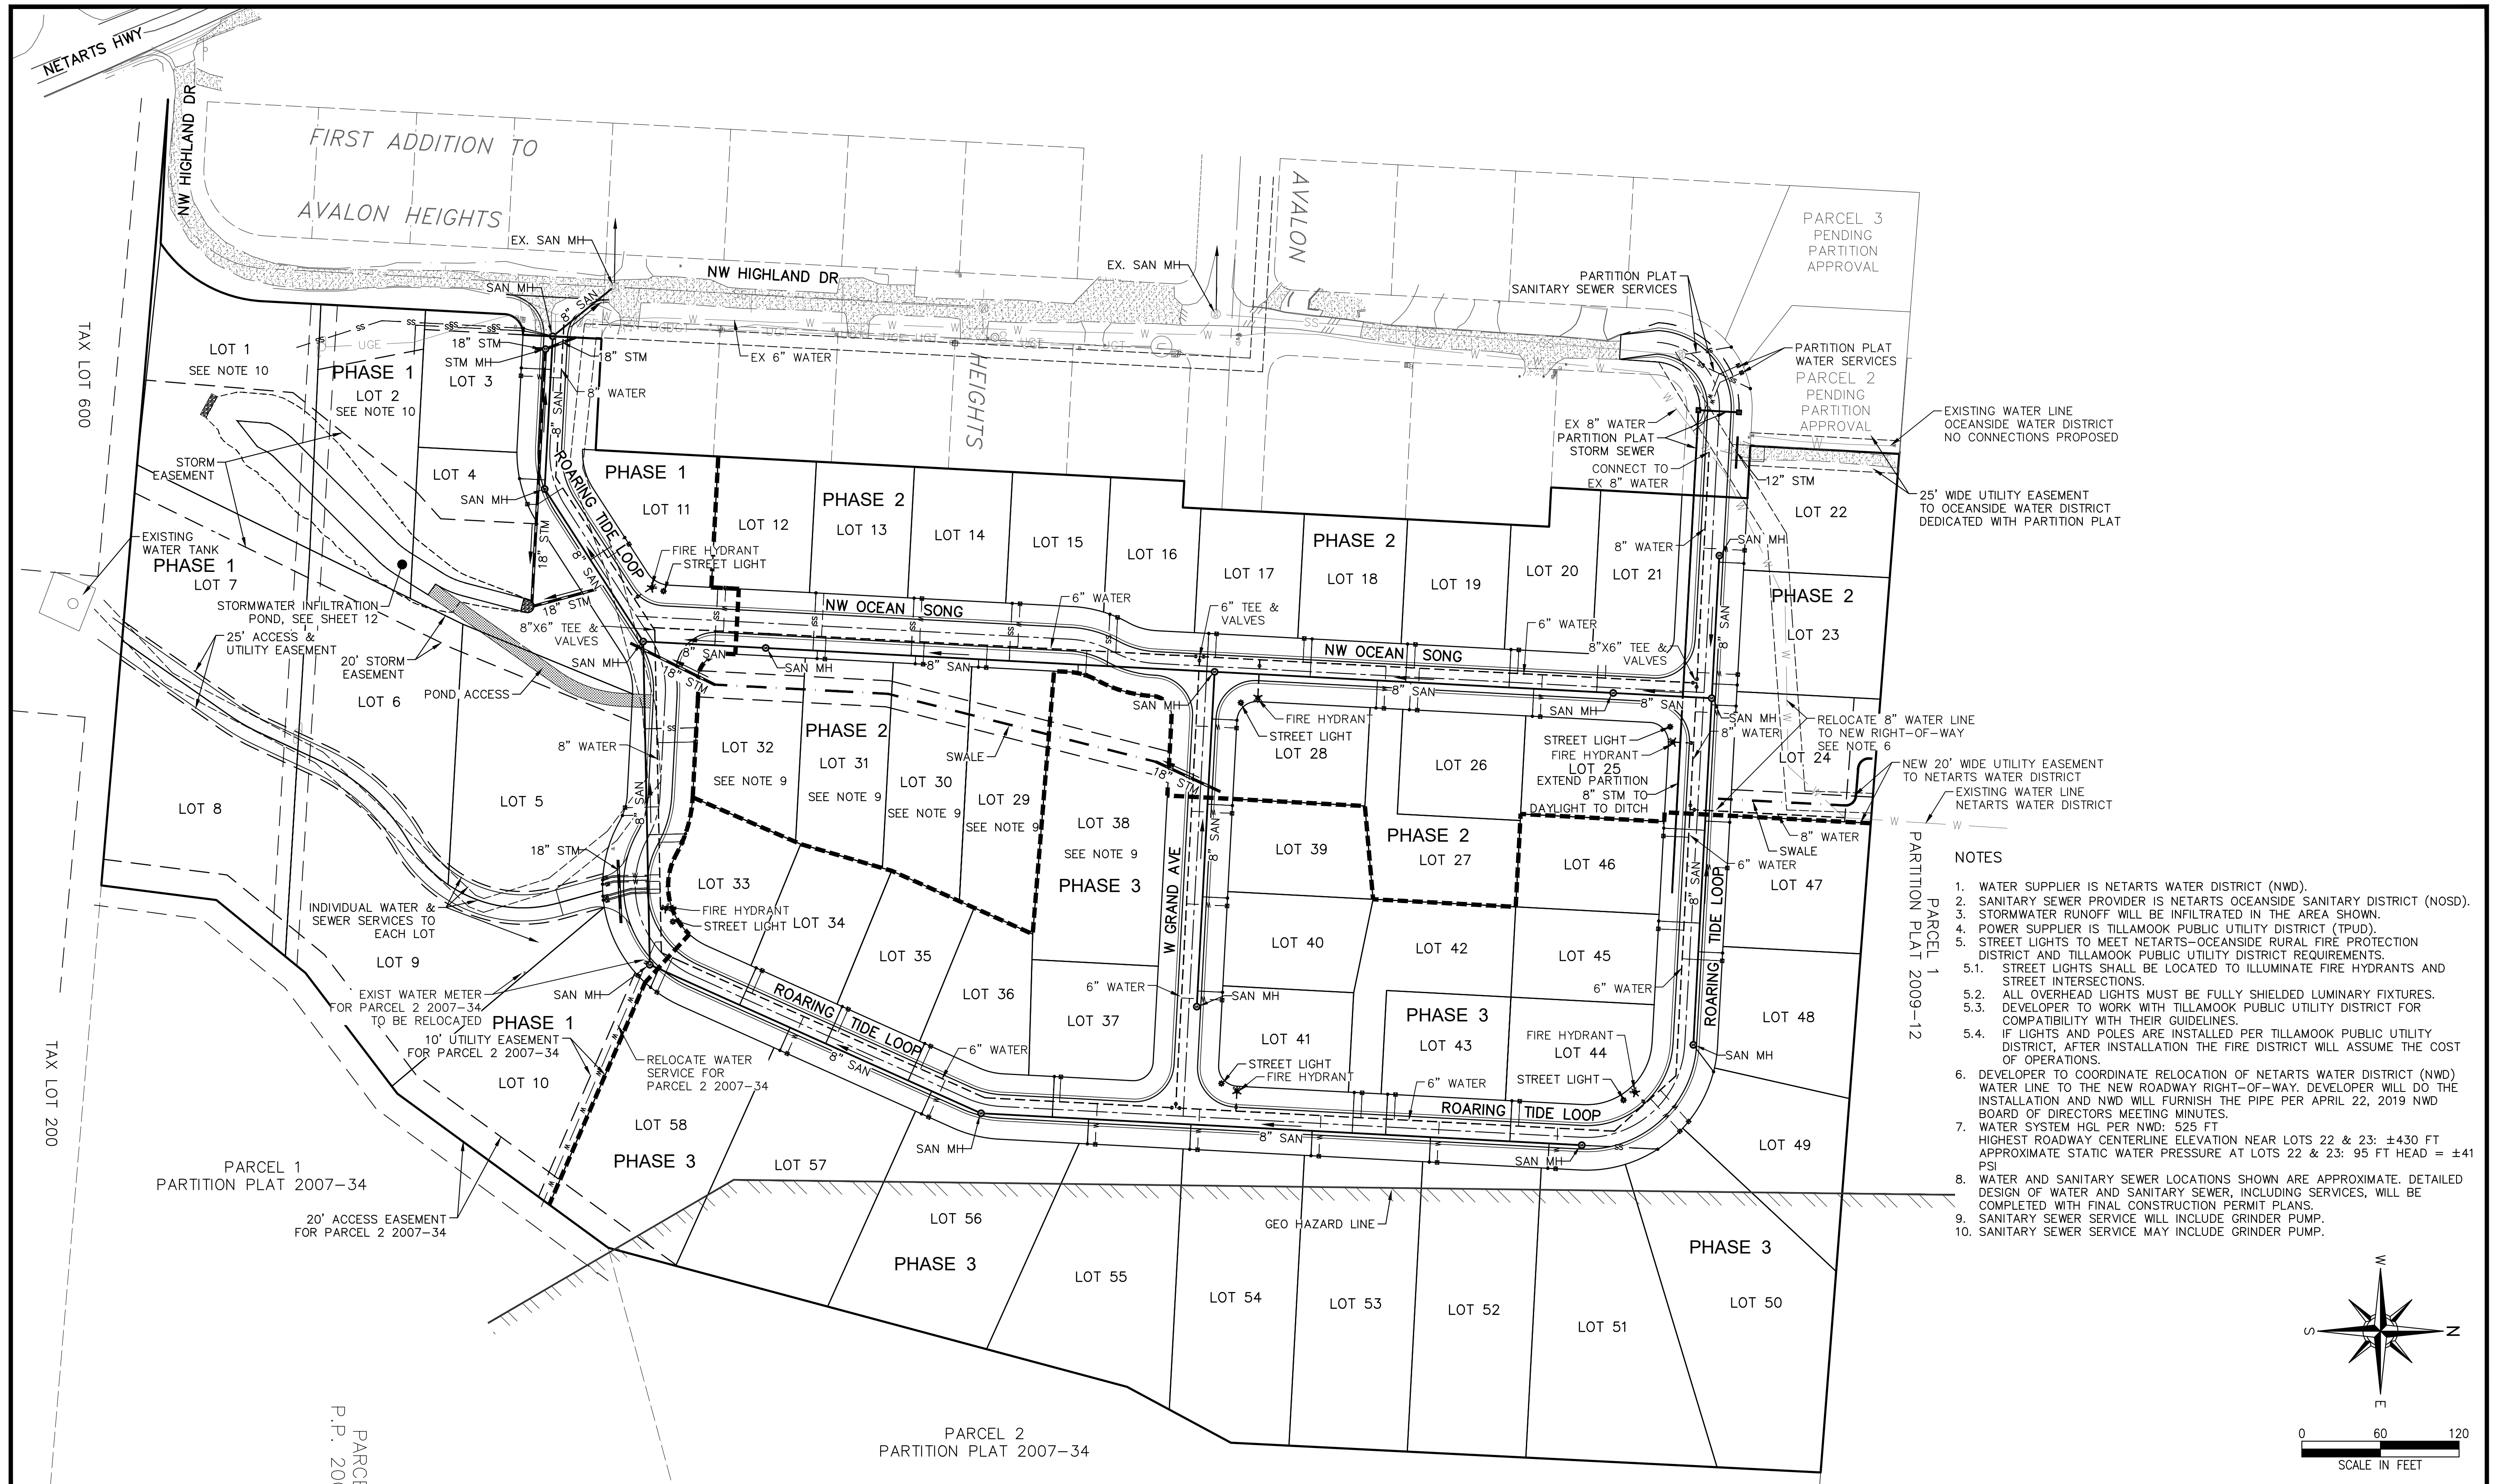 NETARTS HWY
NW HIGHLAND DR
FIRST ADDITION TO
AVALON HEIGHTS
EX. SAN MH
NW HIGHLAND DR
EX. SAN MH
AVALON
HEIGHTS
PARCEL 3
PENDING
PARTITION
APPROVAL
PARTITION PLAT
SANITARY SEWER SERVICES
PARTITION PLAT
WATER SERVICES
PARCEL 2
PENDING
PARTITION
APPROVAL
EXISTING WATER LINE
OCEANSIDE WATER DISTRICT
NO CONNECTIONS PROPOSED
25' WIDE UTILITY EASEMENT
TO OCEANSIDE WATER DISTRICT
DEDICATED WITH PARTITION PLAT
EX 8" WATER
PARTITION PLAT
STORM SEWER
CONNECT TO
EX 8" WATER
12" STM
SAN MH
8" SAN
18" STM
STM MH
18" STM
EX 6" WATER
8" WATER
8" SAN
UGE
TAX LOT 600
LOT 1
SEE NOTE 10
PHASE 1
LOT 2
SEE NOTE 10
LOT 3
LOT 4
SAN MH
ROARING TIDE LOOP
PHASE 1
LOT 11
LOT 12
PHASE 2
LOT 13
LOT 14
LOT 15
LOT 16
LOT 17
PHASE 2
LOT 18
LOT 19
LOT 20
LOT 21
8" WATER
SAN MH
LOT 22
PHASE 2
LOT 23
STORM
EASEMENT
EXISTING
WATER TANK
PHASE 1
LOT 7
STORMWATER INFILTRATION
POND, SEE SHEET 12
25' ACCESS &
UTILITY EASEMENT
20' STORM
EASEMENT
POND ACCESS
18" STM
8" SAN
18" STM
8"X6" TEE &
VALVES
SAN MH
FIRE HYDRANT
STREET LIGHT
NW OCEAN SONG
6" WATER
6" TEE &
VALVES
6" WATER
NW OCEAN SONG
8"X6" TEE &
VALVES
8" SAN
8" SAN
SAN MH
8" SAN
18" STM
SAN MH
8" SAN
SAN MH
8" SAN
SAN MH
8" WATER
RELOCATE 8" WATER LINE
TO NEW RIGHT-OF-WAY
SEE NOTE 6
LOT 24
NEW 20' WIDE UTILITY EASEMENT
TO NETARTS WATER DISTRICT
EXISTING WATER LINE
NETARTS WATER DISTRICT
LOT 6
LOT 5
LOT 8
8" WATER
8" SAN
18" STM
LOT 32
SEE NOTE 9
PHASE 2
LOT 31
SEE NOTE 9
LOT 30
SEE NOTE 9
LOT 29
SEE NOTE 9
SWALE
18" STM
LOT 38
SEE NOTE 9
PHASE 3
FIRE HYDRANT
STREET LIGHT
LOT 28
LOT 26
STREET LIGHT
FIRE HYDRANT
LOT 25
EXTEND PARTITION
8" STM TO
DAYLIGHT TO DITCH
PHASE 2
LOT 27
LOT 39
LOT 46
8" WATER
SWALE
6" WATER
LOT 47
LOT 33
FIRE HYDRANT
STREET LIGHT
LOT 34
LOT 35
LOT 36
LOT 37
W GRAND AVE
8" SAN
6" WATER
SAN MH
LOT 40
LOT 41
LOT 42
LOT 45
6" WATER
8" SAN
ROARING TIDE LOOP
LOT 48
PHASE 3
LOT 43
FIRE HYDRANT
LOT 44
STREET LIGHT
SAN MH
LOT 49
INDIVIDUAL WATER &
SEWER SERVICES TO
EACH LOT
LOT 9
EXIST WATER METER
FOR PARCEL 2 2007-34
TO BE RELOCATED
SAN MH
PHASE 1
10' UTILITY EASEMENT
FOR PARCEL 2 2007-34
LOT 10
RELOCATE WATER
SERVICE FOR
PARCEL 2 2007-34
ROARING TIDE LOOP
8" SAN
6" WATER
STREET LIGHT
FIRE HYDRANT
6" WATER
ROARING TIDE LOOP
8" SAN
SAN MH
SAN MH
LOT 58
PHASE 3
LOT 57
LOT 56
PHASE 3
LOT 55
LOT 54
LOT 53
LOT 52
LOT 51
PHASE 3
LOT 50
GEO HAZARD LINE
TAX LOT 200
PARCEL 1
PARTITION PLAT 2007-34
20' ACCESS EASEMENT
FOR PARCEL 2 2007-34
PARCEL 2
PARTITION PLAT 2007-34
PARCEL 1
PARTITION PLAT 2009-12
NOTES
1. WATER SUPPLIER IS NETARTS WATER DISTRICT (NWD).
2. SANITARY SEWER PROVIDER IS NETARTS OCEANSIDE SANITARY DISTRICT (NOSD).
3. STORMWATER RUNOFF WILL BE INFILTRATED IN THE AREA SHOWN.
4. POWER SUPPLIER IS TILLAMOOK PUBLIC UTILITY DISTRICT (TPUD).
5. STREET LIGHTS TO MEET NETARTS-OCEANSIDE RURAL FIRE PROTECTION
DISTRICT AND TILLAMOOK PUBLIC UTILITY DISTRICT REQUIREMENTS.
5.1. STREET LIGHTS SHALL BE LOCATED TO ILLUMINATE FIRE HYDRANTS AND
STREET INTERSECTIONS.
5.2. ALL OVERHEAD LIGHTS MUST BE FULLY SHIELDED LUMINARY FIXTURES.
5.3. DEVELOPER TO WORK WITH TILLAMOOK PUBLIC UTILITY DISTRICT FOR
COMPATIBILITY WITH THEIR GUIDELINES.
5.4. IF LIGHTS AND POLES ARE INSTALLED PER TILLAMOOK PUBLIC UTILITY
DISTRICT, AFTER INSTALLATION THE FIRE DISTRICT WILL ASSUME THE COST
OF OPERATIONS.
6. DEVELOPER TO COORDINATE RELOCATION OF NETARTS WATER DISTRICT (NWD)
WATER LINE TO THE NEW ROADWAY RIGHT-OF-WAY. DEVELOPER WILL DO THE
INSTALLATION AND NWD WILL FURNISH THE PIPE PER APRIL 22, 2019 NWD
BOARD OF DIRECTORS MEETING MINUTES.
7. WATER SYSTEM HGL PER NWD: 525 FT
HIGHEST ROADWAY CENTERLINE ELEVATION NEAR LOTS 22 & 23: ±430 FT
APPROXIMATE STATIC WATER PRESSURE AT LOTS 22 & 23: 95 FT HEAD = ±41
PSI
8. WATER AND SANITARY SEWER LOCATIONS SHOWN ARE APPROXIMATE. DETAILED
DESIGN OF WATER AND SANITARY SEWER, INCLUDING SERVICES, WILL BE
COMPLETED WITH FINAL CONSTRUCTION PERMIT PLANS.
9. SANITARY SEWER SERVICE WILL INCLUDE GRINDER PUMP.
10. SANITARY SEWER SERVICE MAY INCLUDE GRINDER PUMP.
W
S
N
E
0 60 120
SCALE IN FEET